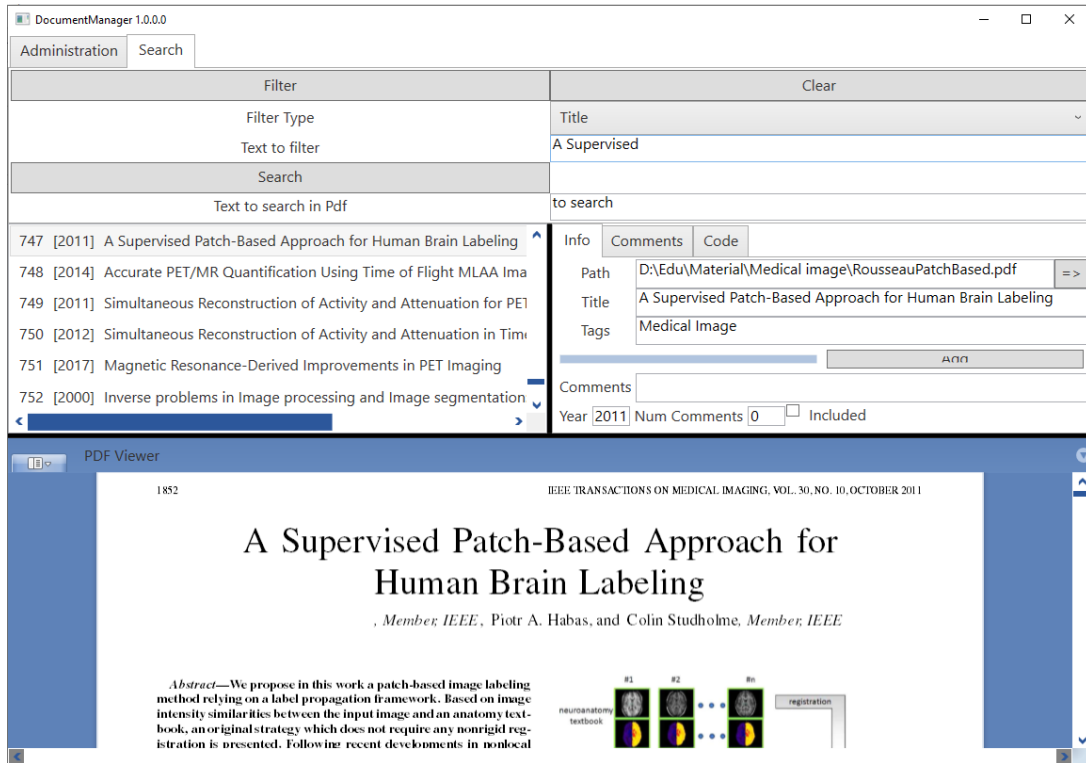 DocumentManager 1.0.0.0
Administration Search
Filter Clear
Filter Type Title
Text to filter A Supervised
Search
Text to search in Pdf to search
747 [2011] A Supervised Patch-Based Approach for Human Brain Labeling
748 [2014] Accurate PET/MR Quantification Using Time of Flight MLAA Ima
749 [2011] Simultaneous Reconstruction of Activity and Attenuation for PET
750 [2012] Simultaneous Reconstruction of Activity and Attenuation in Time
751 [2017] Magnetic Resonance-Derived Improvements in PET Imaging
752 [2000] Inverse problems in Image processing and Image segmentation
Info Comments Code
Path D:\Edu\Material\Medical image\RousseauPatchBased.pdf =>
Title A Supervised Patch-Based Approach for Human Brain Labeling
Tags Medical Image
Add
Comments
Year 2011 Num Comments 0 Included
PDF Viewer
1852 IEEE TRANSACTIONS ON MEDICAL IMAGING, VOL. 30, NO. 10, OCTOBER 2011
A Supervised Patch-Based Approach for
Human Brain Labeling
, Member, IEEE, Piotr A. Habas, and Colin Studholme, Member, IEEE
Abstract—We propose in this work a patch-based image labeling
method relying on a label propagation framework. Based on image
intensity similarities between the input image and an anatomy text-
book, an original strategy which does not require any nonrigid reg-
istration is presented. Following recent developments in nonlocal
#1 #2 #n
neuroanatomy
textbook
registration